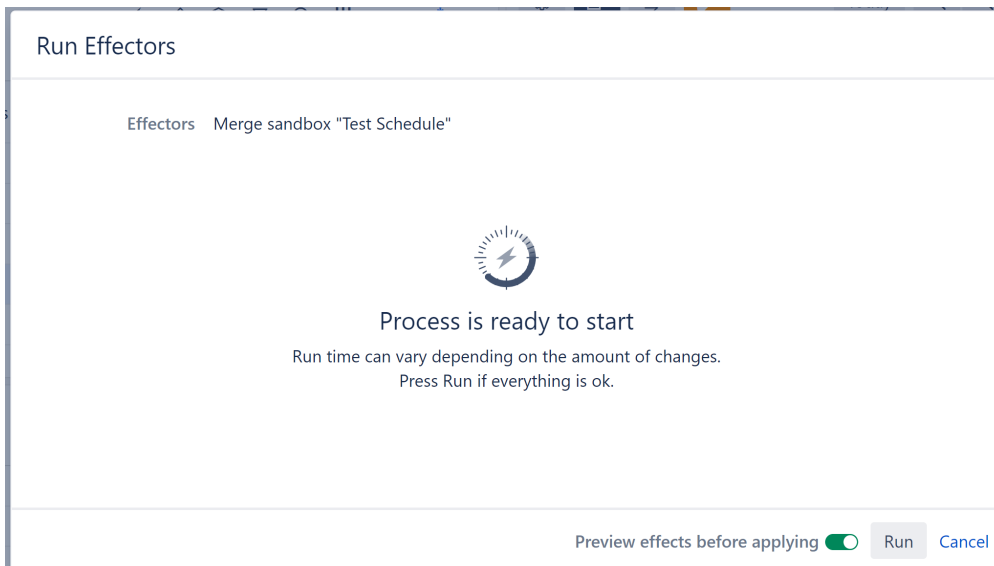 Run Effectors
Effectors Merge sandbox "Test Schedule"
Process is ready to start
Run time can vary depending on the amount of changes.
Press Run if everything is ok.
Preview effects before applying Run Cancel